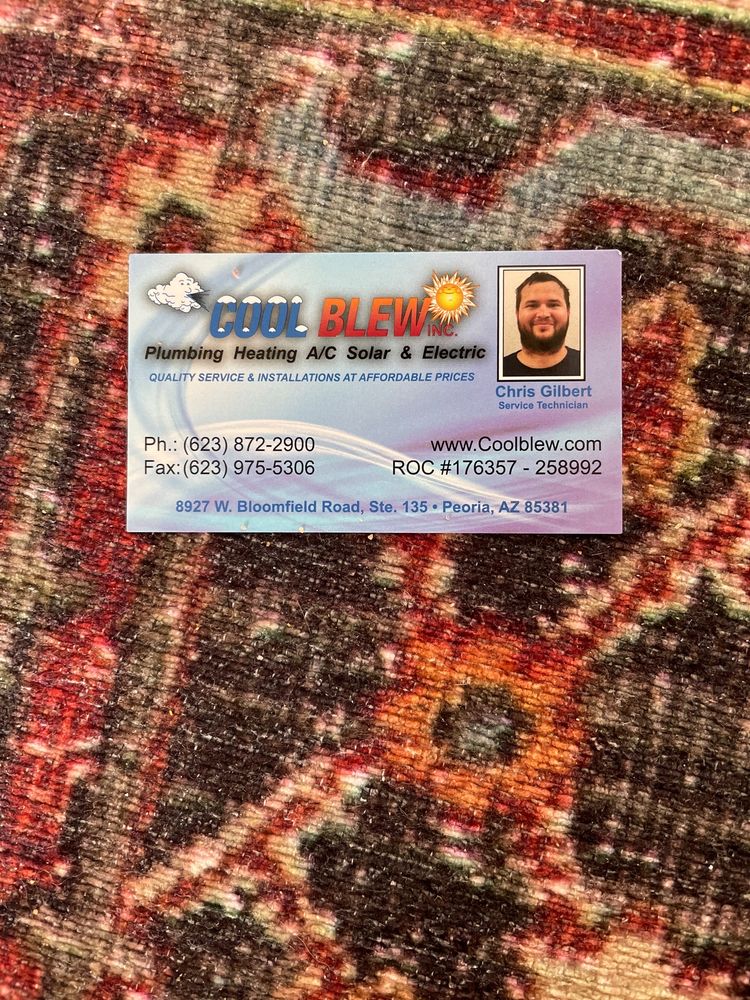 COOL BLEW INC.
Plumbing Heating A/C Solar & Electric
QUALITY SERVICE & INSTALLATIONS AT AFFORDABLE PRICES
Chris Gilbert
Service Technician
Ph.: (623) 872-2900
Fax:(623) 975-5306
www.Coolblew.com
ROC #176357 - 258992
8927 W. Bloomfield Road, Ste. 135 • Peoria, AZ 85381